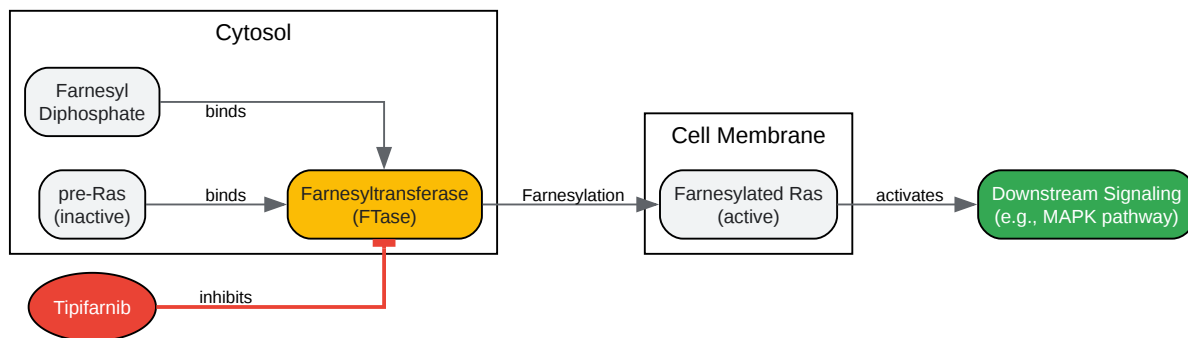 Cytosol
Farnesyl
Diphosphate
binds
pre-Ras
(inactive)
binds
Farnesyltransferase
(FTase)
Farnesylation
Cell Membrane
Farnesylated Ras
(active)
activates
Downstream Signaling
(e.g., MAPK pathway)
Tipifarnib
inhibits